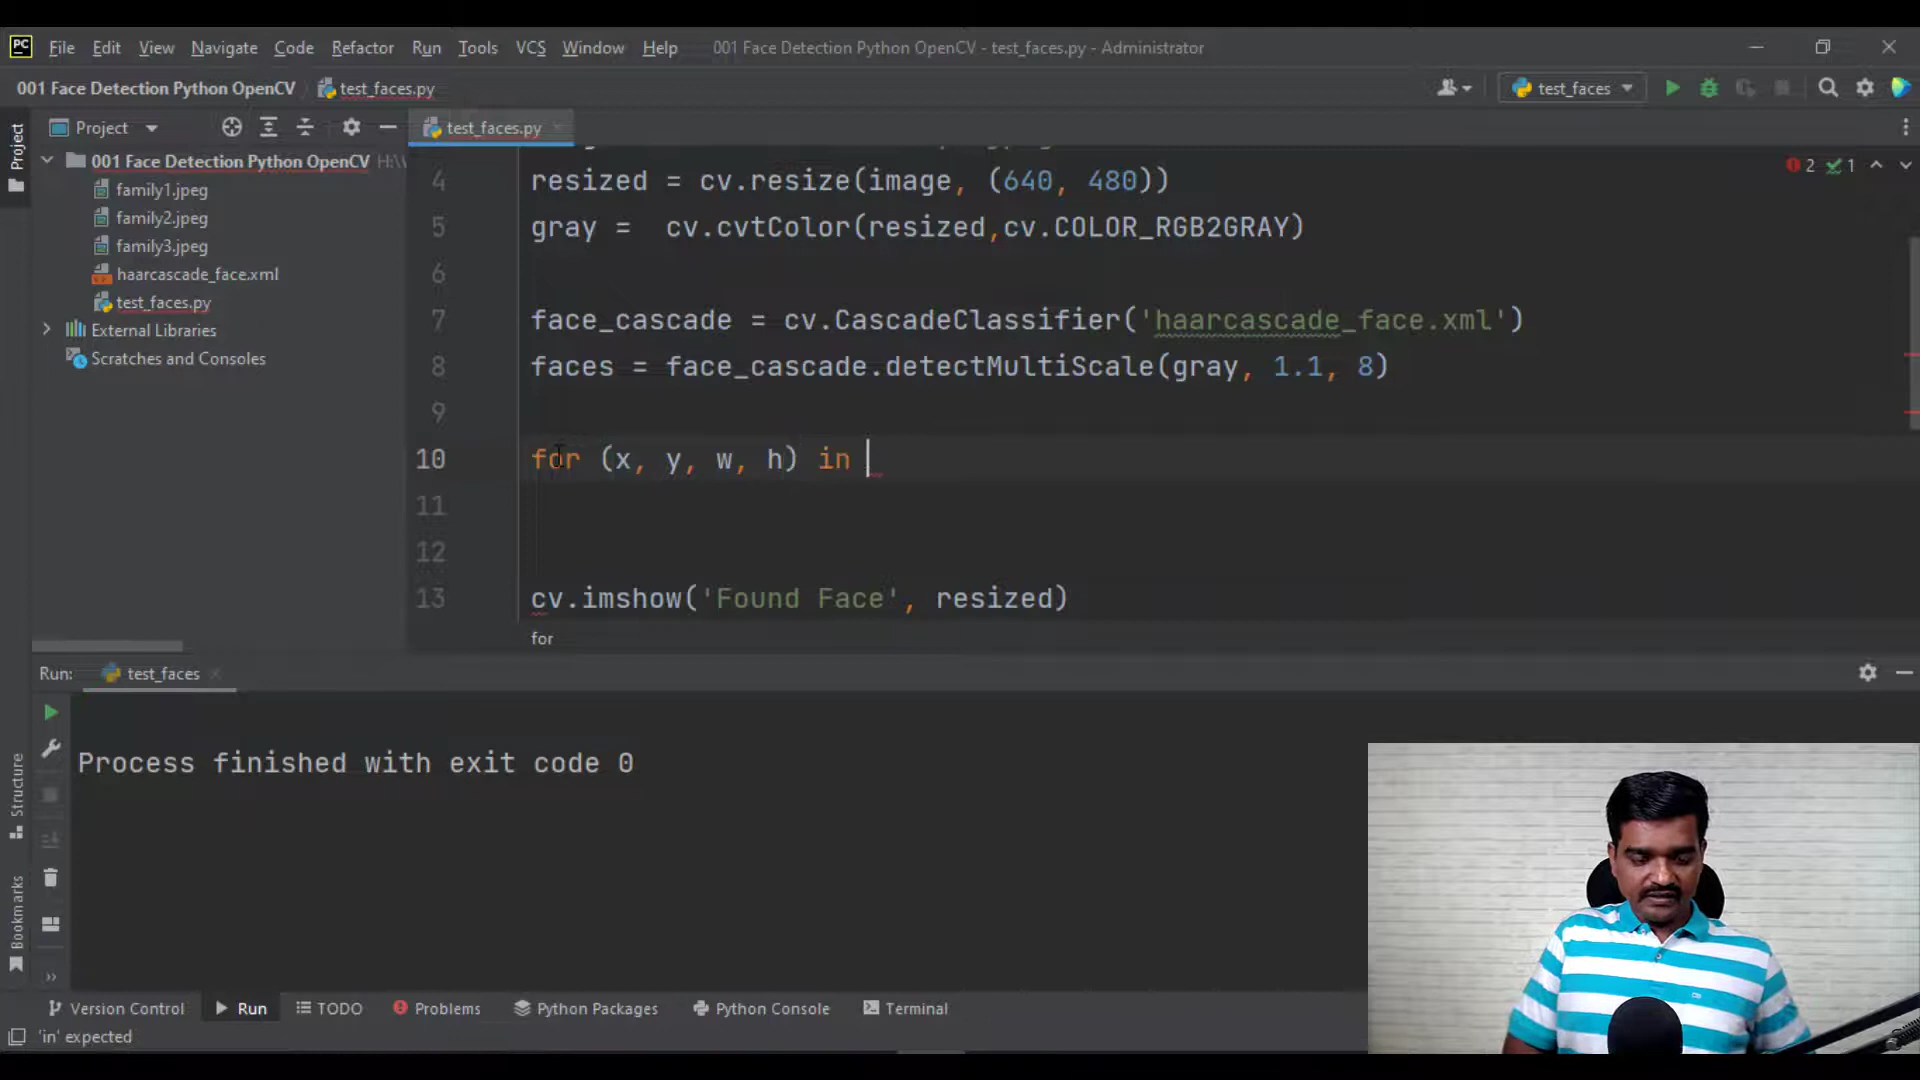 PC File Edit View Navigate Code Refactor Run Tools VCS Window Help 001 Face Detection Python OpenCV - test_faces.py - Administrator
001 Face Detection Python OpenCV test_faces.py test_faces
Project Project test_faces.py
001 Face Detection Python OpenCV H:\
family1.jpeg
family2.jpeg
family3.jpeg
haarcascade_face.xml
test_faces.py
External Libraries
Scratches and Consoles
2 1
4 resized = cv.resize(image, (640, 480))
5 gray =  cv.cvtColor(resized,cv.COLOR_RGB2GRAY)
6
7 face_cascade = cv.CascadeClassifier('haarcascade_face.xml')
8 faces = face_cascade.detectMultiScale(gray, 1.1, 8)
9
10 for (x, y, w, h) in
11
12
13 cv.imshow('Found Face', resized)
for
Run: test_faces
Process finished with exit code 0
Structure
Bookmarks
Version Control Run TODO Problems Python Packages Python Console Terminal
'in' expected